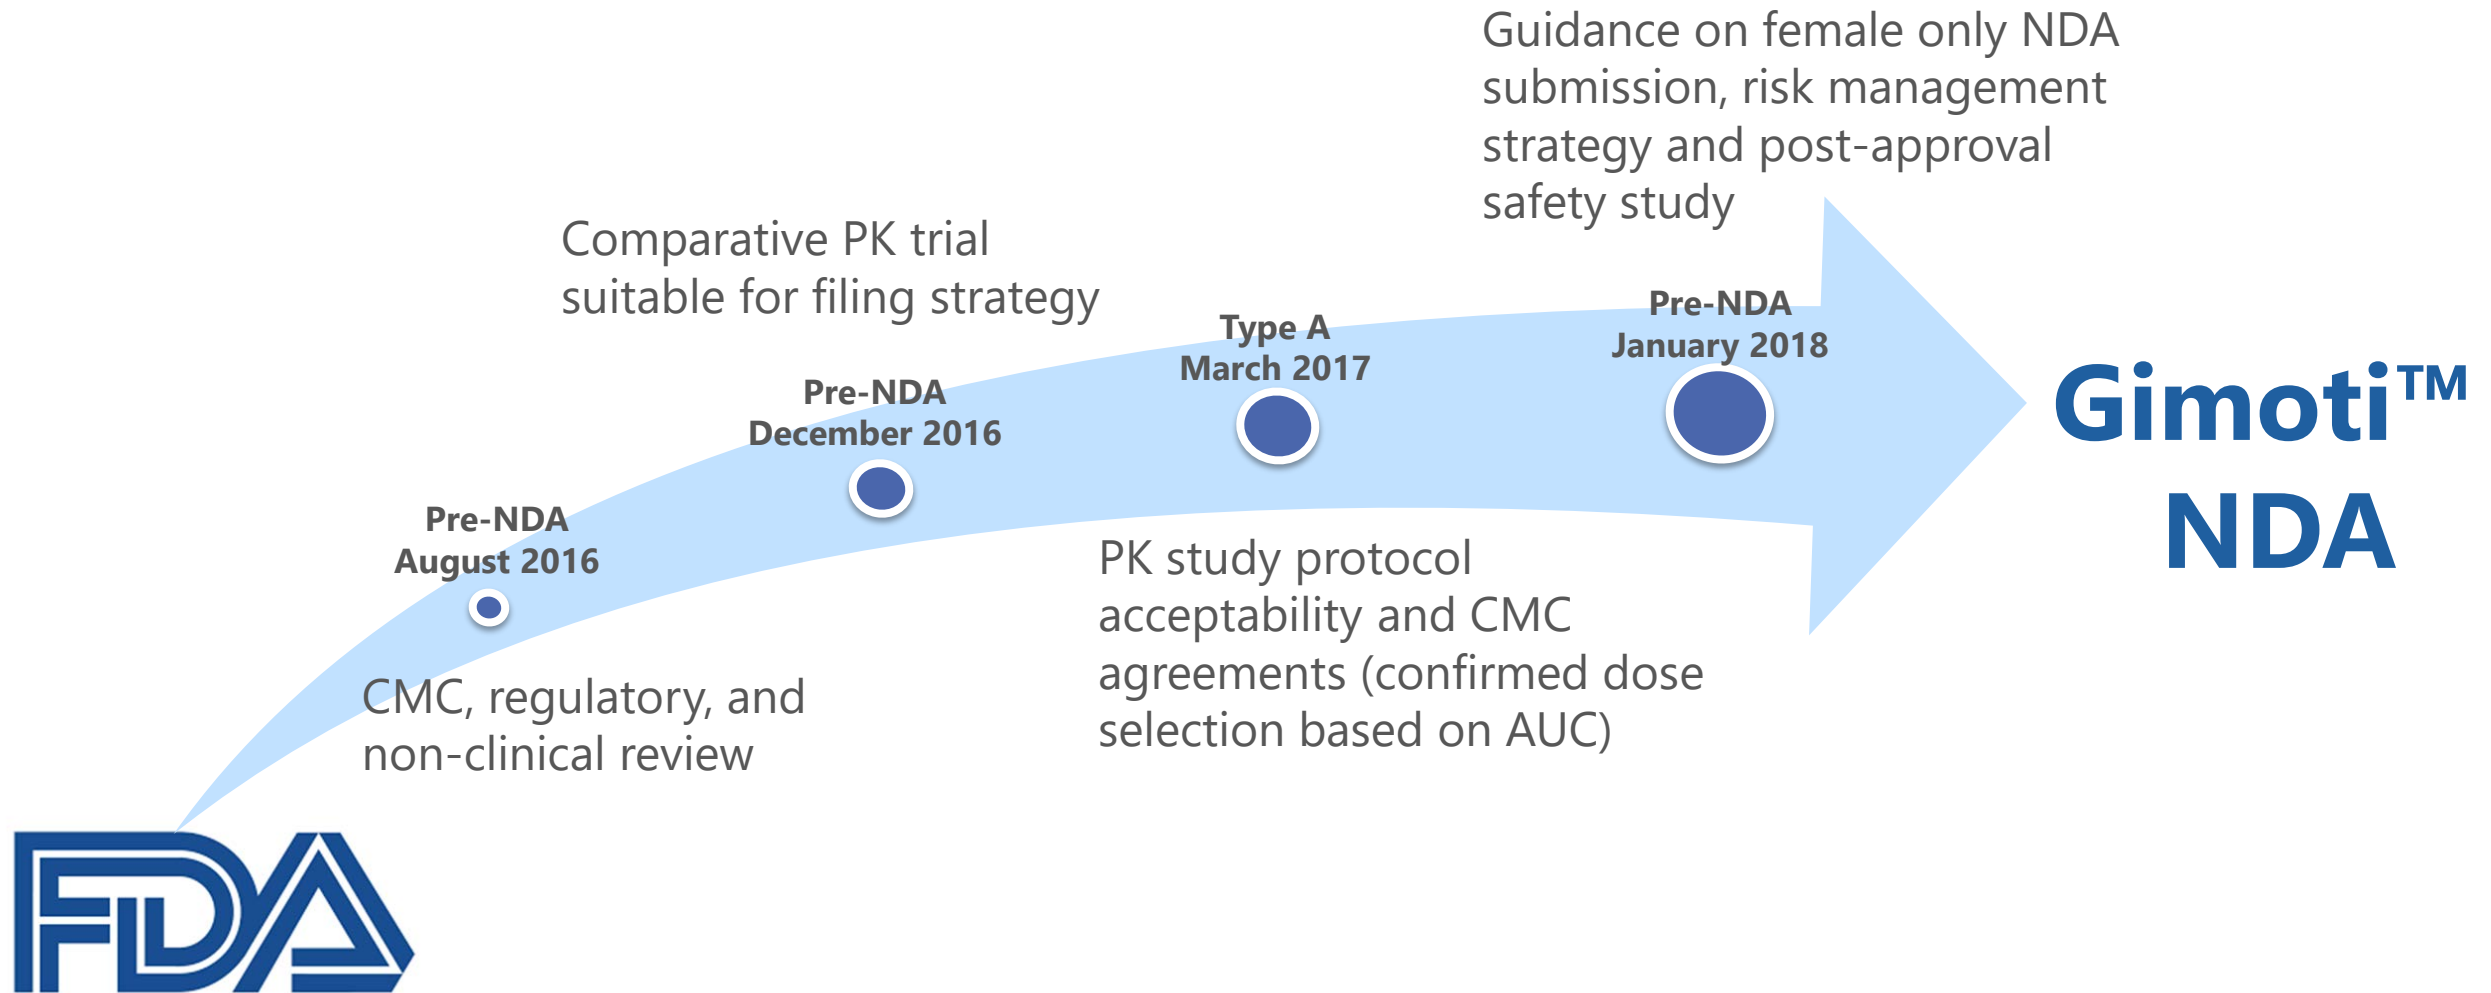 Guidance on female only NDA
submission, risk management
strategy and post-approval
safety study
Comparative PK trial
suitable for filing strategy
Pre-NDA
January 2018
Type A
March 2017
Pre-NDA
December 2016
Pre-NDA
August 2016
Gimoti™
NDA
PK study protocol
acceptability and CMC
agreements (confirmed dose
selection based on AUC)
CMC, regulatory, and
non-clinical review
FDA